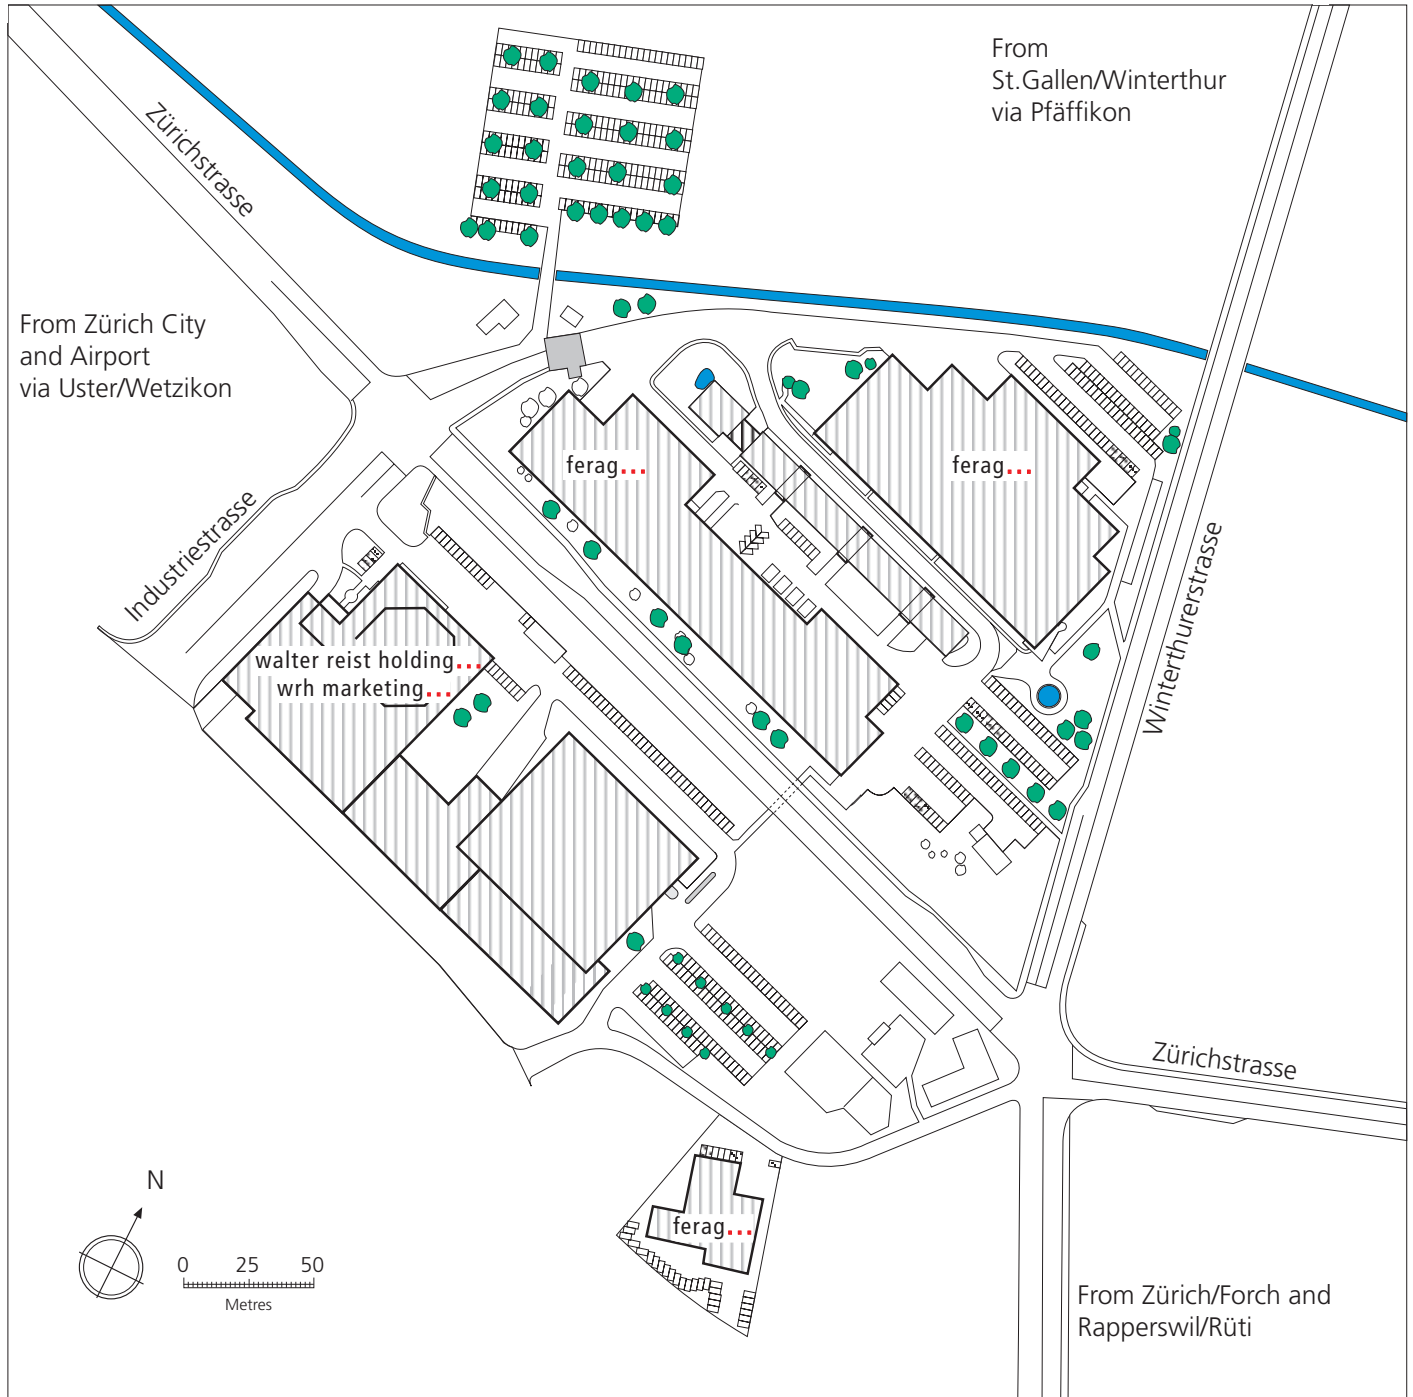 From
St.Gallen/Winterthur
via Pfäffikon
Zürichstrasse
From Zürich City
and Airport
via Uster/Wetzikon
ferag...
ferag...
Industriestrasse
Winterthurerstrasse
walter reist holding...
wrh marketing...
Zürichstrasse
N
ferag...
0 25 50
Metres
From Zürich/Forch and
Rapperswil/Rüti